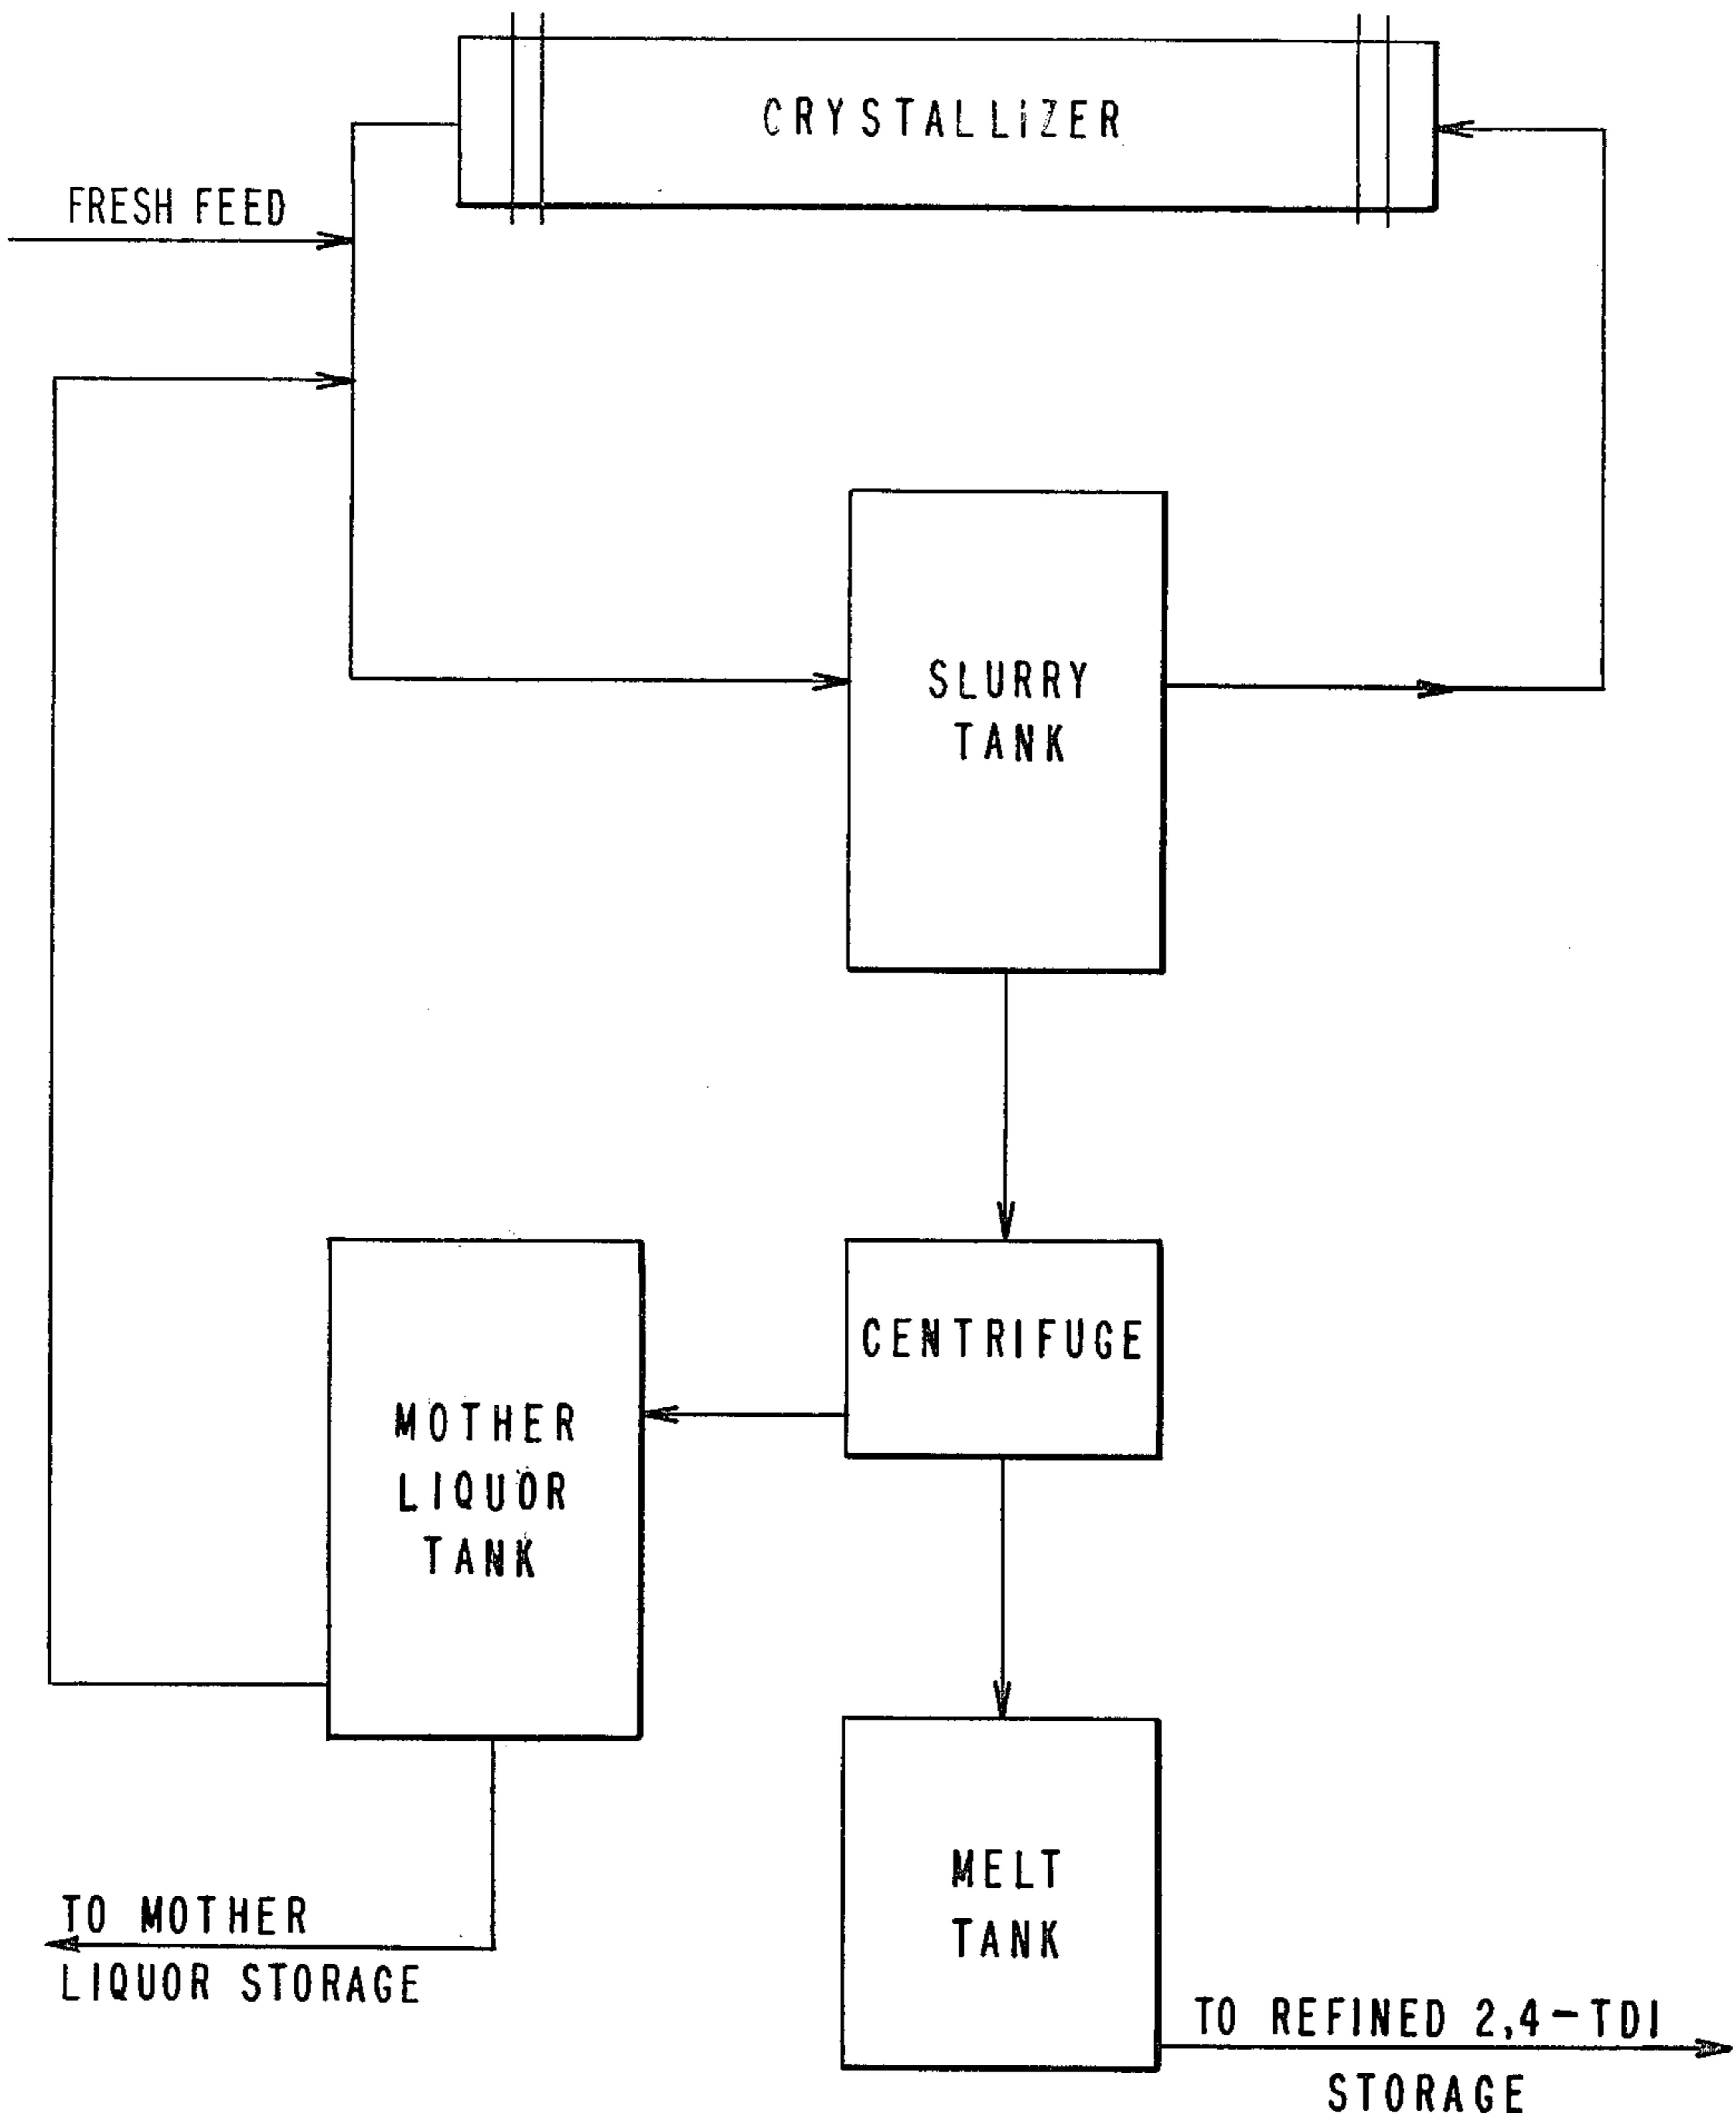 CRYSTALLIZER
FRESH FEED
SLURRY
TANK
CENTRIFUGE
MOTHER
LIQUOR
TANK
MELT
TANK
TO MOTHER
LIQUOR STORAGE
TO REFINED 2,4-TDI
STORAGE